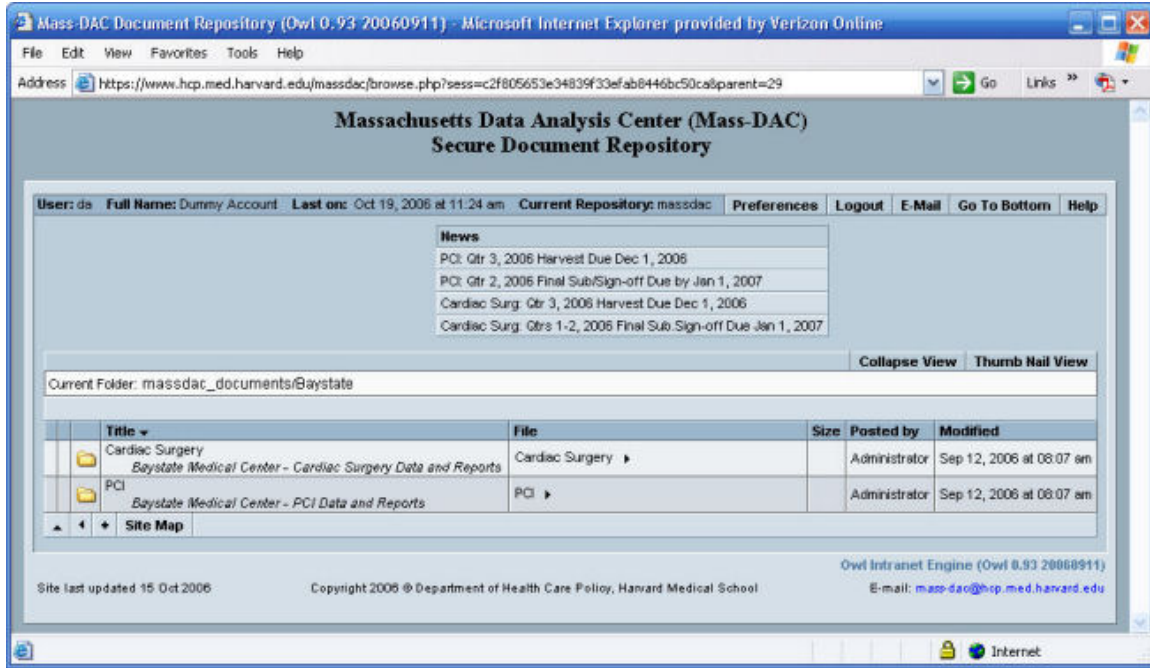 Mass-DAC Document Repository (Owl 0.93 20060911) - Microsoft Internet Explorer provided by Verizon Online
File Edit View Favorites Tools Help
Address https://www.hcp.med.harvard.edu/massdac/browse.php?sess=c2f805653e34839f33efab8446bc50ca&parent=29 Go Links »
Massachusetts Data Analysis Center (Mass-DAC)
Secure Document Repository
User: da Full Name: Dummy Account Last on: Oct 19, 2006 at 11:24 am Current Repository: massdac Preferences Logout E-Mail Go To Bottom Help
News
PCI: Qtr 3, 2006 Harvest Due Dec 1, 2006
PCI: Qtr 2, 2006 Final Sub/Sign-off Due by Jan 1, 2007
Cardiac Surg: Qtr 3, 2006 Harvest Due Dec 1, 2006
Cardiac Surg: Qtrs 1-2, 2006 Final Sub.Sign-off Due Jan 1, 2007
Collapse View Thumb Nail View
Current Folder: massdac_documents/Baystate
Title File Size Posted by Modified
Cardiac Surgery Cardiac Surgery Administrator Sep 12, 2006 at 08:07 am
Baystate Medical Center - Cardiac Surgery Data and Reports
PCI PCI Administrator Sep 12, 2006 at 08:07 am
Baystate Medical Center - PCI Data and Reports
Site Map
Owl Intranet Engine (Owl 0.93 20060911)
Site last updated 15 Oct 2006 Copyright 2006 © Department of Health Care Policy, Harvard Medical School E-mail: mass-dac@hcp.med.harvard.edu
Internet